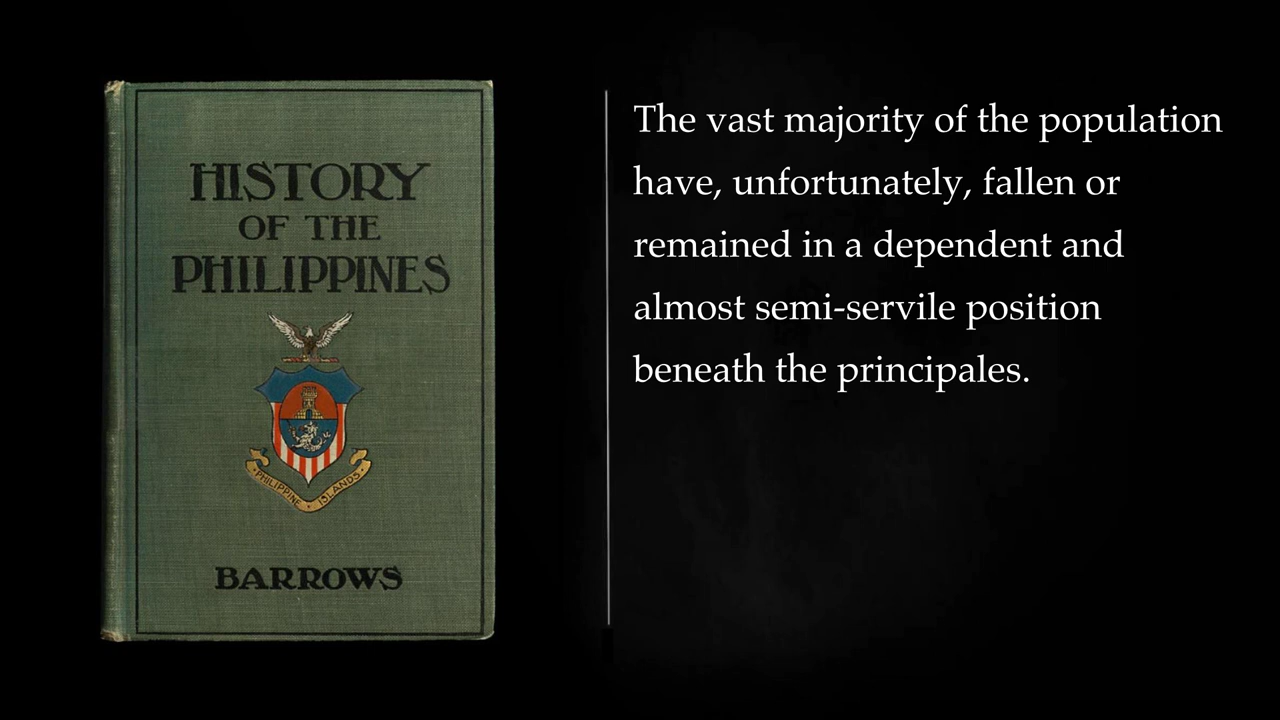 HISTORY
OF THE
PHILIPPINES
PHILIPPINE ISLANDS
BARROWS
The vast majority of the population
have, unfortunately, fallen or
remained in a dependent and
almost semi-servile position
beneath the principales.